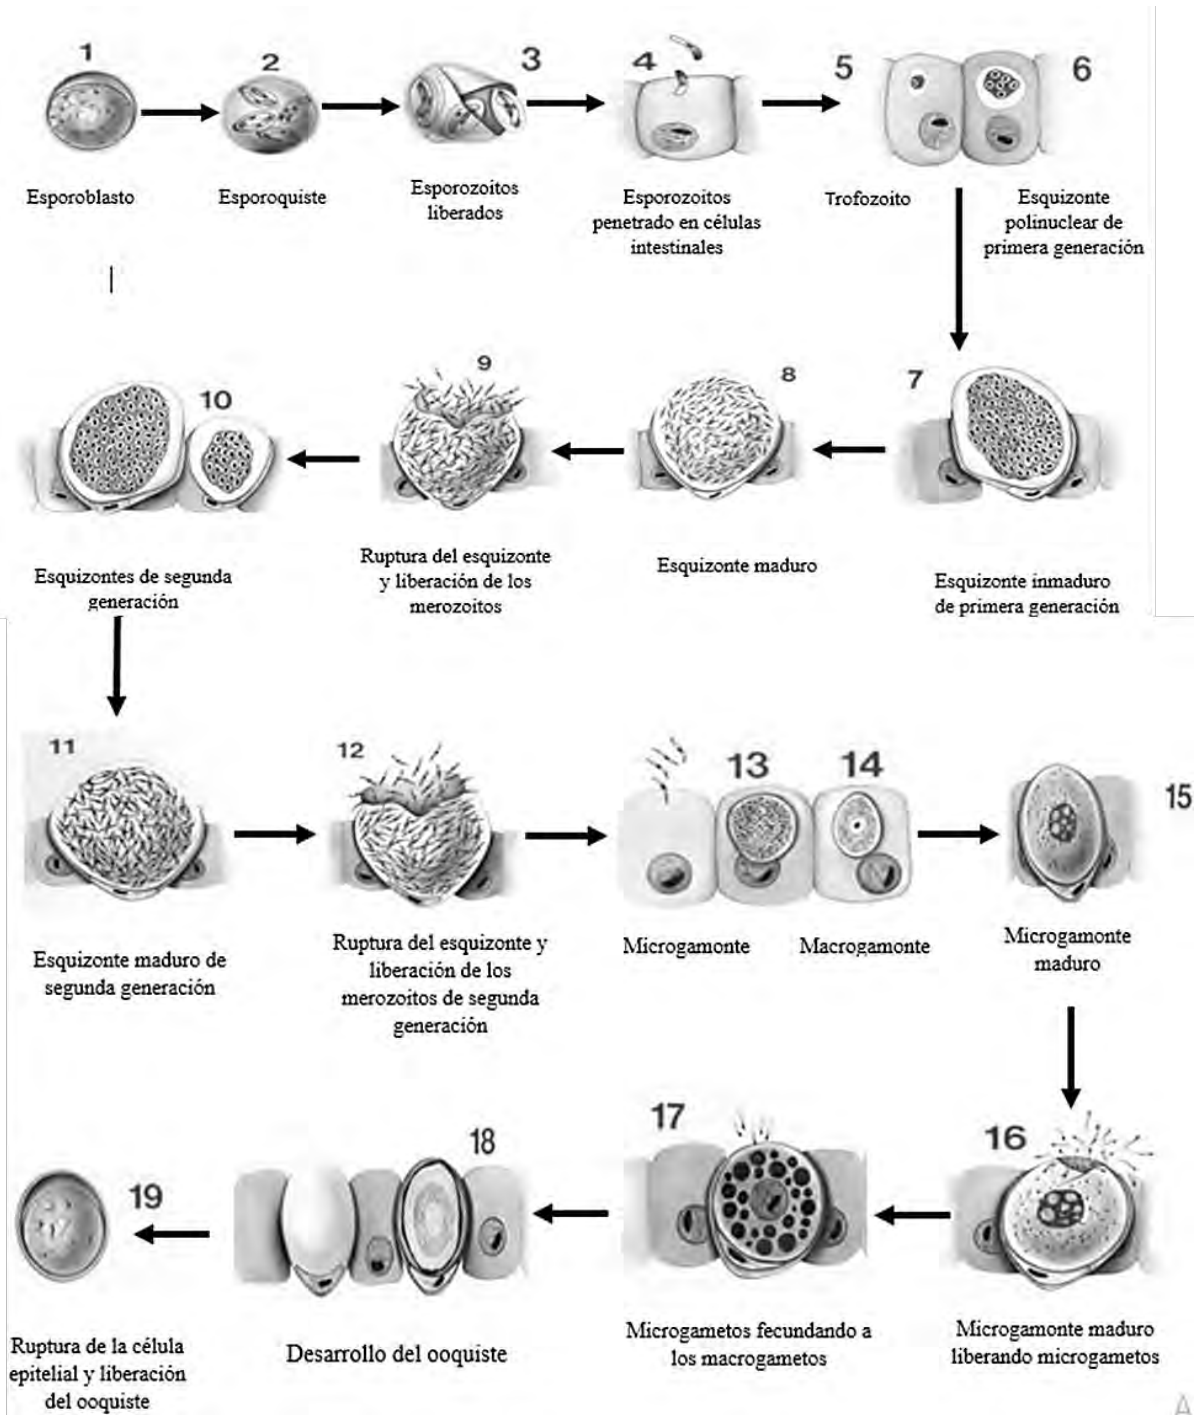 1
2
3
4
5
6
Esporoblasto
Esporoquiste
Esporozoitos
liberados
Esporozoitos
penetrado en células
intestinales
Trofozoito
Esquizonte
polinuclear de
primera generación
10
9
8
7
Esquizontes de segunda
generación
Ruptura del esquizonte
y liberación de los
merozoitos
Esquizonte maduro
Esquizonte inmaduro
de primera generación
11
12
13
14
15
Esquizonte maduro de
segunda generación
Ruptura del esquizonte y
liberación de los
merozoitos de segunda
generación
Microgamonte
Macrogamonte
Microgamonte
maduro
19
18
17
16
Ruptura de la célula
epitelial y liberación
del ooquiste
Desarrollo del ooquiste
Microgametos fecundando a
los macrogametos
Microgamonte maduro
liberando microgametos
A